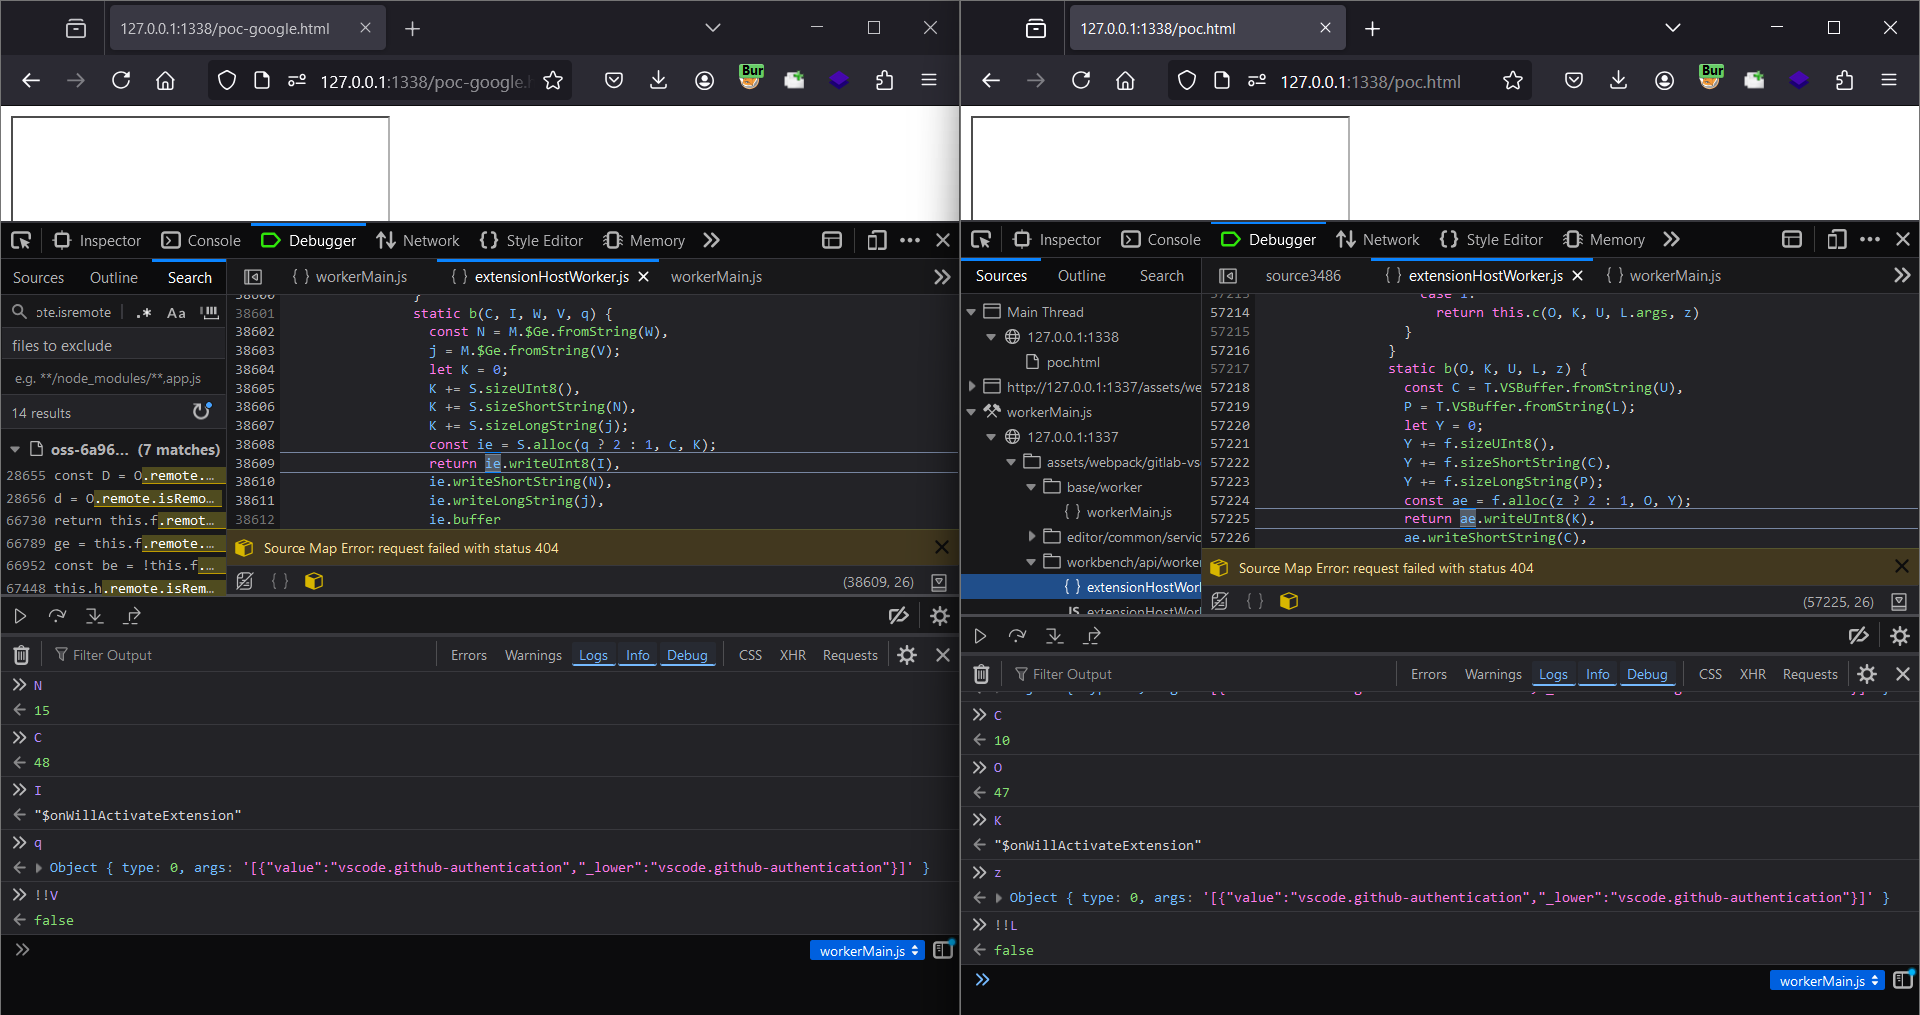 127.0.0.1:1338/poc-google.html
127.0.0.1:1338/poc-google.
Bur
Inspector
Console
Debugger
Network
Style Editor
Memory
Sources
Outline
Search
workerMain.js
extensionHostWorker.js
workerMain.js
ote.isremote
.*
Aa
files to exclude
e.g. **/node_modules/**,app.js
14 results
oss-6a96... (7 matches)
28655 const D = O.remote....
28656 d = O.remote.isRemo...
66730 return this.f.remot...
66789 ge = this.f.remote....
66952 const be = !this.f....
67448 this.h.remote.isRem...
38600 }
38601 static b(C, I, W, V, q) {
38602 const N = M.$Ge.fromString(W),
38603 j = M.$Ge.fromString(V);
38604 let K = 0;
38605 K += S.sizeUInt8(),
38606 K += S.sizeShortString(N),
38607 K += S.sizeLongString(j);
38608 const ie = S.alloc(q ? 2 : 1, C, K);
38609 return ie.writeUInt8(I),
38610 ie.writeShortString(N),
38611 ie.writeLongString(j),
38612 ie.buffer
Source Map Error: request failed with status 404
{ }
(38609, 26)
Filter Output
Errors
Warnings
Logs
Info
Debug
CSS
XHR
Requests
N
15
C
48
I
"$onWillActivateExtension"
q
Object { type: 0, args: '[{"value":"vscode.github-authentication","_lower":"vscode.github-authentication"}]' }
!!V
false
workerMain.js
127.0.0.1:1338/poc.html
127.0.0.1:1338/poc.html
Bur
Inspector
Console
Debugger
Network
Style Editor
Memory
Sources
Outline
Search
source3486
extensionHostWorker.js
workerMain.js
Main Thread
127.0.0.1:1338
poc.html
http://127.0.0.1:1337/assets/we
workerMain.js
127.0.0.1:1337
assets/webpack/gitlab-vs
base/worker
{ } workerMain.js
editor/common/servic
workbench/api/worker
{ } extensionHostWorl
JS extensionHostWorl
57213 case 1:
57214 return this.c(O, K, U, L.args, z)
57215 }
57216 }
57217 static b(O, K, U, L, z) {
57218 const C = T.VSBuffer.fromString(U),
57219 P = T.VSBuffer.fromString(L);
57220 let Y = 0;
57221 Y += f.sizeUInt8(),
57222 Y += f.sizeShortString(C),
57223 Y += f.sizeLongString(P);
57224 const ae = f.alloc(z ? 2 : 1, O, Y);
57225 return ae.writeUInt8(K),
57226 ae.writeShortString(C),
Source Map Error: request failed with status 404
{ }
(57225, 26)
Filter Output
Errors
Warnings
Logs
Info
Debug
CSS
XHR
Requests
C
10
O
47
K
"$onWillActivateExtension"
z
Object { type: 0, args: '[{"value":"vscode.github-authentication","_lower":"vscode.github-authentication"}]' }
!!L
false
workerMain.js